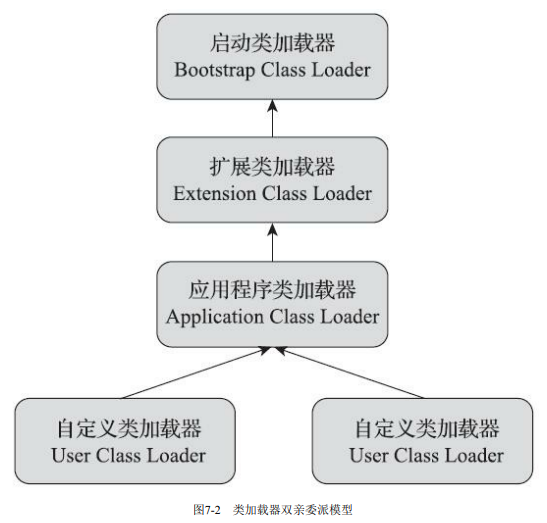 启动类加载器
Bootstrap Class Loader
扩展类加载器
Extension Class Loader
应用程序类加载器
Application Class Loader
自定义类加载器
User Class Loader
自定义类加载器
User Class Loader
图7-2 类加载器双亲委派模型